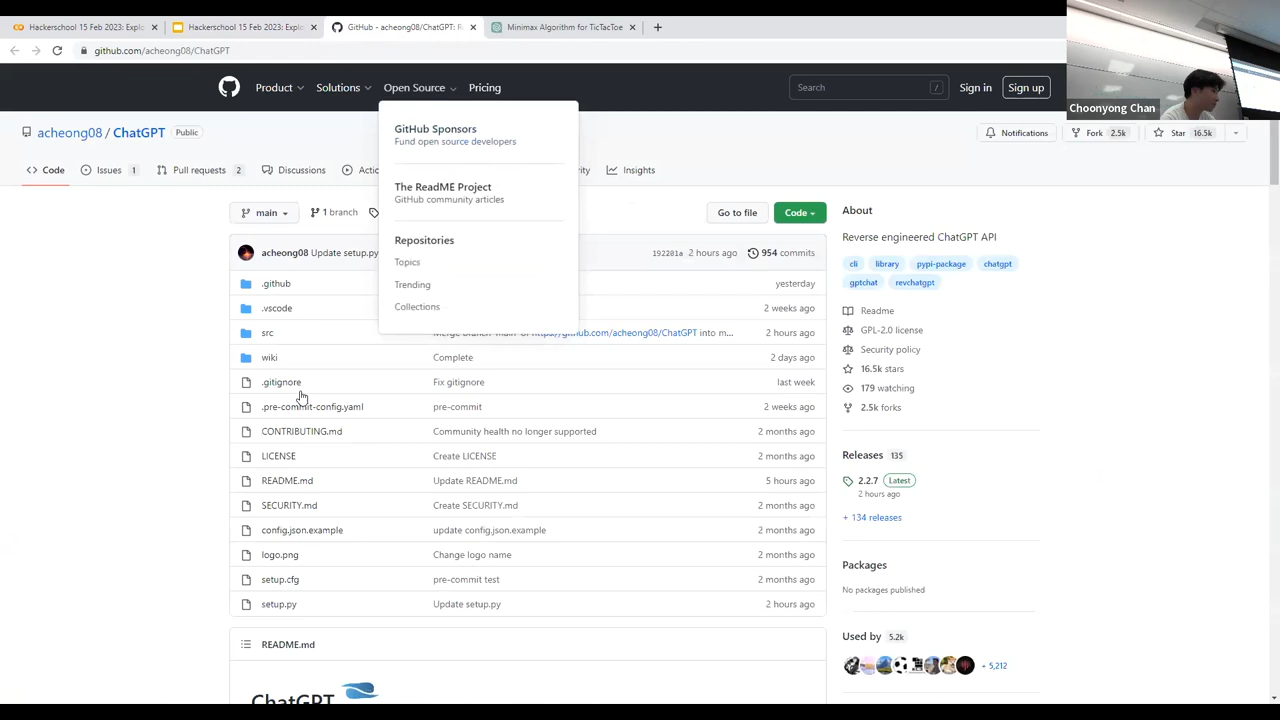 Hackerschool 15 Feb 2023: Explo
Hackerschool 15 Feb 2023: Explo
GitHub - acheong08/ChatGPT: R
Minimax Algorithm for TicTacToe
github.com/acheong08/ChatGPT
Choonyong Chan
Product
Solutions
Open Source
Pricing
Search
/
Sign in
Sign up
acheong08 / ChatGPT
Public
Notifications
Fork 2.5k
Star 16.5k
Code
Issues 1
Pull requests 2
Discussions
Actio
ity
Insights
GitHub Sponsors
Fund open source developers
The ReadME Project
GitHub community articles
Repositories
Topics
Trending
Collections
main
1 branch
Go to file
Code
acheong08 Update setup.py
192281a 2 hours ago
954 commits
.github
yesterday
.vscode
2 weeks ago
src
https://github.com/acheong08/ChatGPT into m...
2 hours ago
wiki
Complete
2 days ago
.gitignore
Fix gitignore
last week
.pre-commit-config.yaml
pre-commit
2 weeks ago
CONTRIBUTING.md
Community health no longer supported
2 months ago
LICENSE
Create LICENSE
2 months ago
README.md
Update README.md
5 hours ago
SECURITY.md
Create SECURITY.md
2 months ago
config.json.example
update config.json.example
2 months ago
logo.png
Change logo name
2 months ago
setup.cfg
pre-commit test
2 months ago
setup.py
Update setup.py
2 hours ago
README.md
ChatGPT
About
Reverse engineered ChatGPT API
cli library pypi-package chatgpt
gptchat revchatgpt
Readme
GPL-2.0 license
Security policy
16.5k stars
179 watching
2.5k forks
Releases 135
2.2.7 Latest
2 hours ago
+ 134 releases
Packages
No packages published
Used by 5.2k
+ 5,212